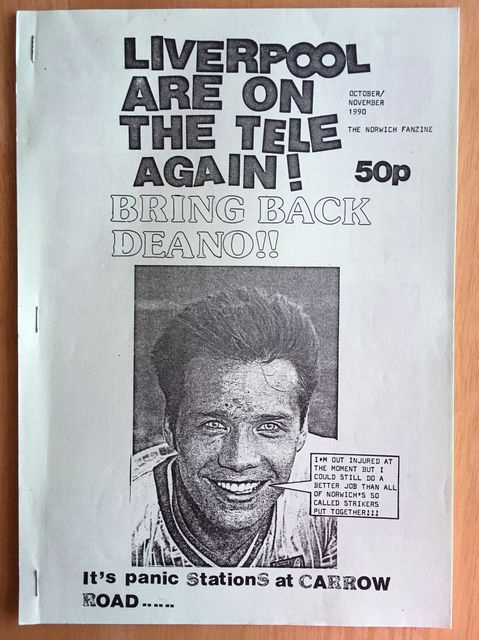 LIVERPOOL
ARE ON
THE TELE
AGAIN!
OCTOBER/
NOVEMBER
1990
THE NORWICH FANZINE
50p
BRING BACK
DEANO!!
I'M OUT INJURED AT
THE MOMENT BUT I
COULD STILL DO A
BETTER JOB THAN ALL
OF NORWICH'S SO
CALLED STRIKERS
PUT TOGETHER!!!
It's panic Stations at CARROW
ROAD.....